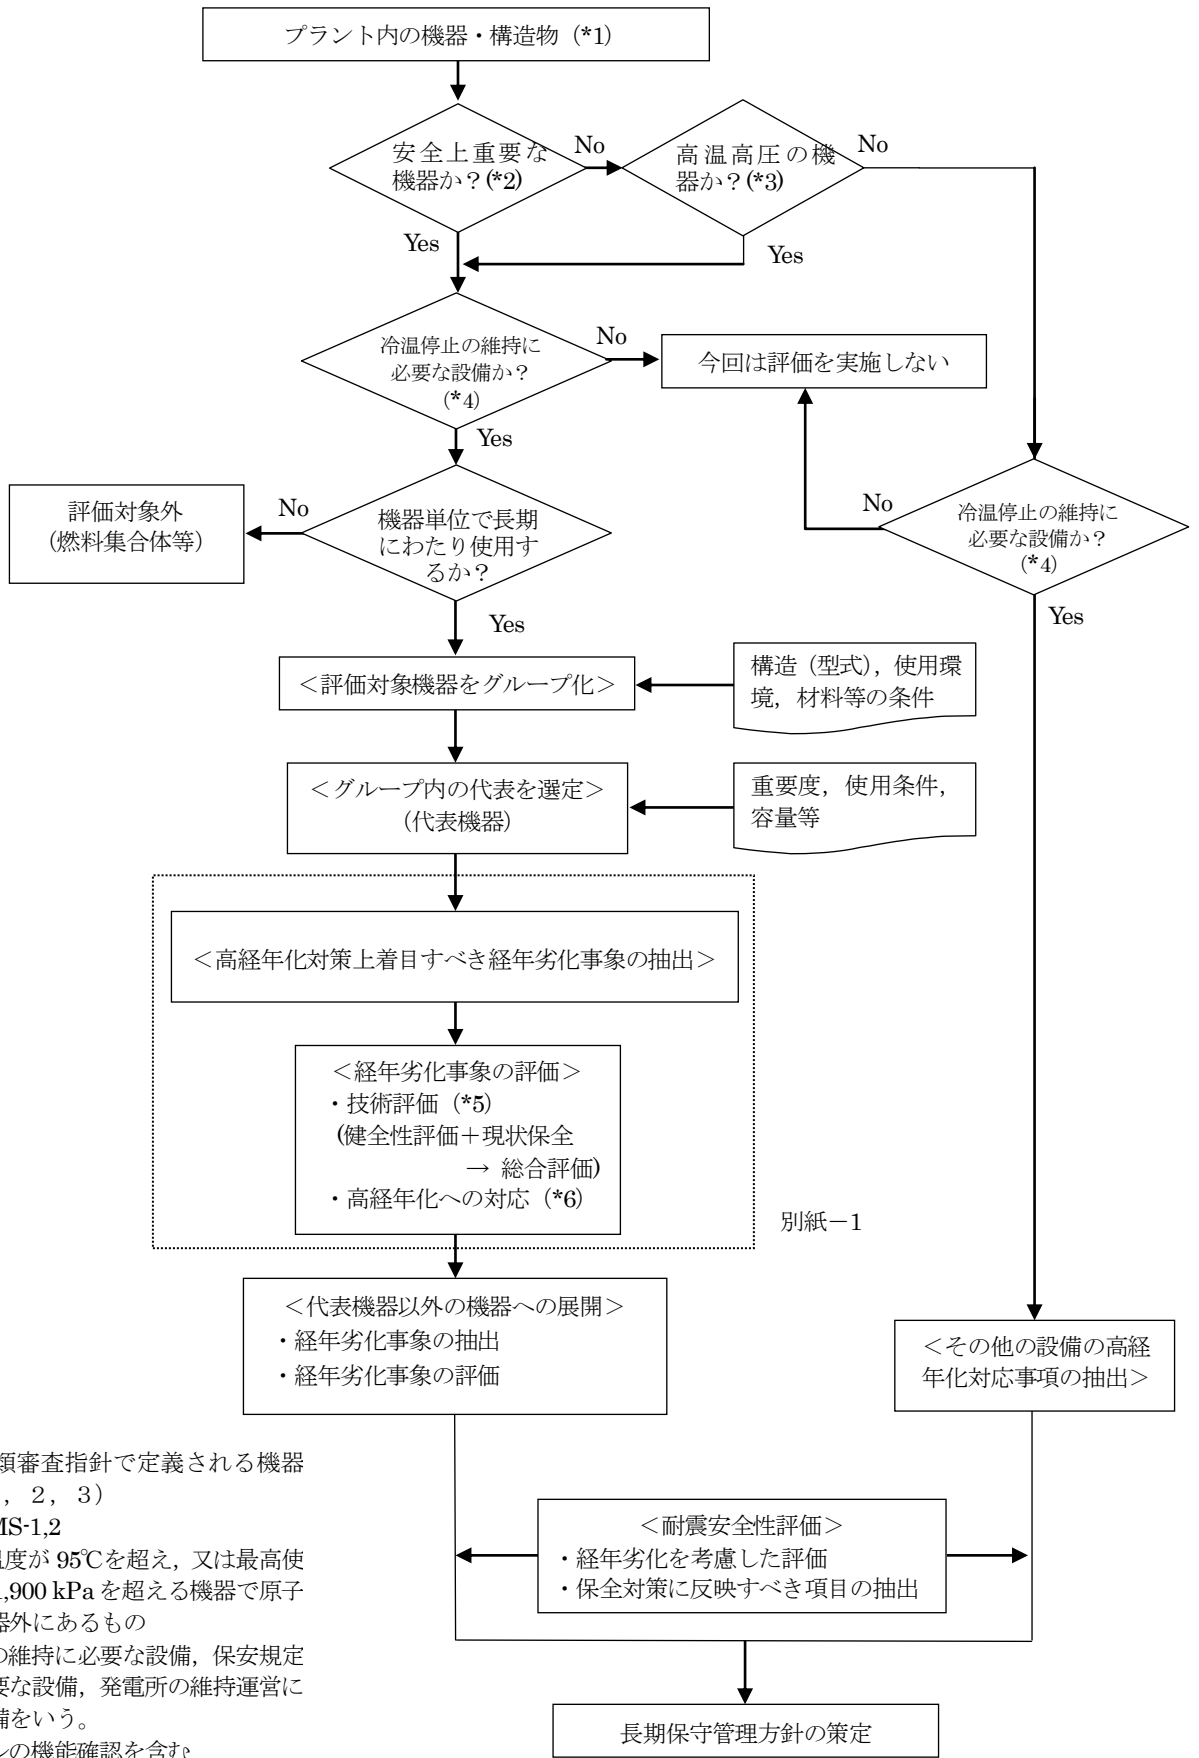 プラント内の機器・構造物（*1）
安全上重要な
機器か？(*2)
No
高温高圧の機
器か？(*3)
No
Yes
Yes
冷温停止の維持に
必要な設備か？
（*4）
No
今回は評価を実施しない
Yes
評価対象外
（燃料集合体等）
No
機器単位で長期
にわたり使用す
るか？
No
冷温停止の維持に
必要な設備か？
（*4）
Yes
Yes
＜評価対象機器をグループ化＞
構造（型式），使用環
境，材料等の条件
＜グループ内の代表を選定＞
（代表機器）
重要度，使用条件，
容量等
＜高経年化対策上着目すべき経年劣化事象の抽出＞
＜経年劣化事象の評価＞
・技術評価（*5）
(健全性評価＋現状保全
→ 総合評価)
・高経年化への対応（*6）
別紙－1
＜代表機器以外の機器への展開＞
・経年劣化事象の抽出
・経年劣化事象の評価
＜その他の設備の高経
年化対応事項の抽出＞
類審査指針で定義される機器
，２，３）
MS-1,2
温度が 95℃を超え，又は最高使
1,900 kPa を超える機器で原子
器外にあるもの
の維持に必要な設備，保安規定
要な設備，発電所の維持運営に
備をいう。
ルの機能確認を含む
＜耐震安全性評価＞
・経年劣化を考慮した評価
・保全対策に反映すべき項目の抽出
長期保守管理方針の策定